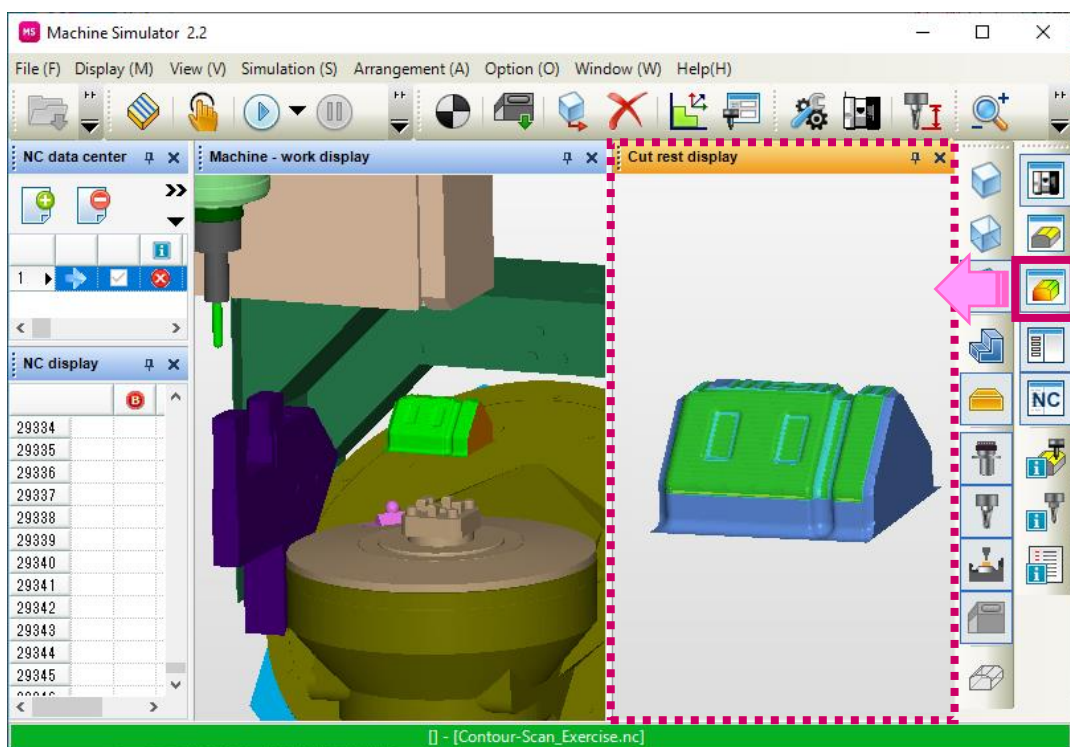 MS Machine Simulator 2.2
File (F) Display (M) View (V) Simulation (S) Arrangement (A) Option (O) Window (W) Help(H)
NC data center
Machine - work display
Cut rest display
1
NC display
B
29334
29335
29336
29337
29338
29339
29340
29341
29342
29343
29344
29345
NC
[] - [Contour-Scan_Exercise.nc]